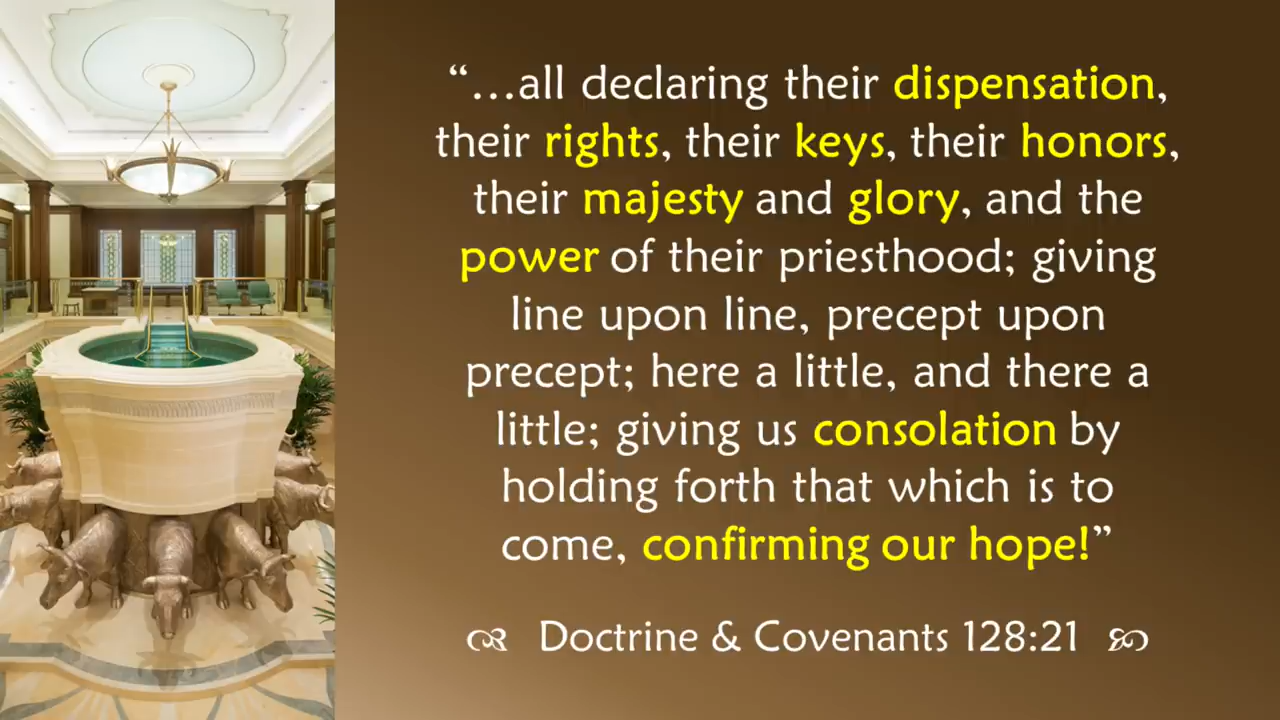 “…all declaring their dispensation,
their rights, their keys, their honors,
their majesty and glory, and the
power of their priesthood; giving
line upon line, precept upon
precept; here a little, and there a
little; giving us consolation by
holding forth that which is to
come, confirming our hope!”
Doctrine & Covenants 128:21